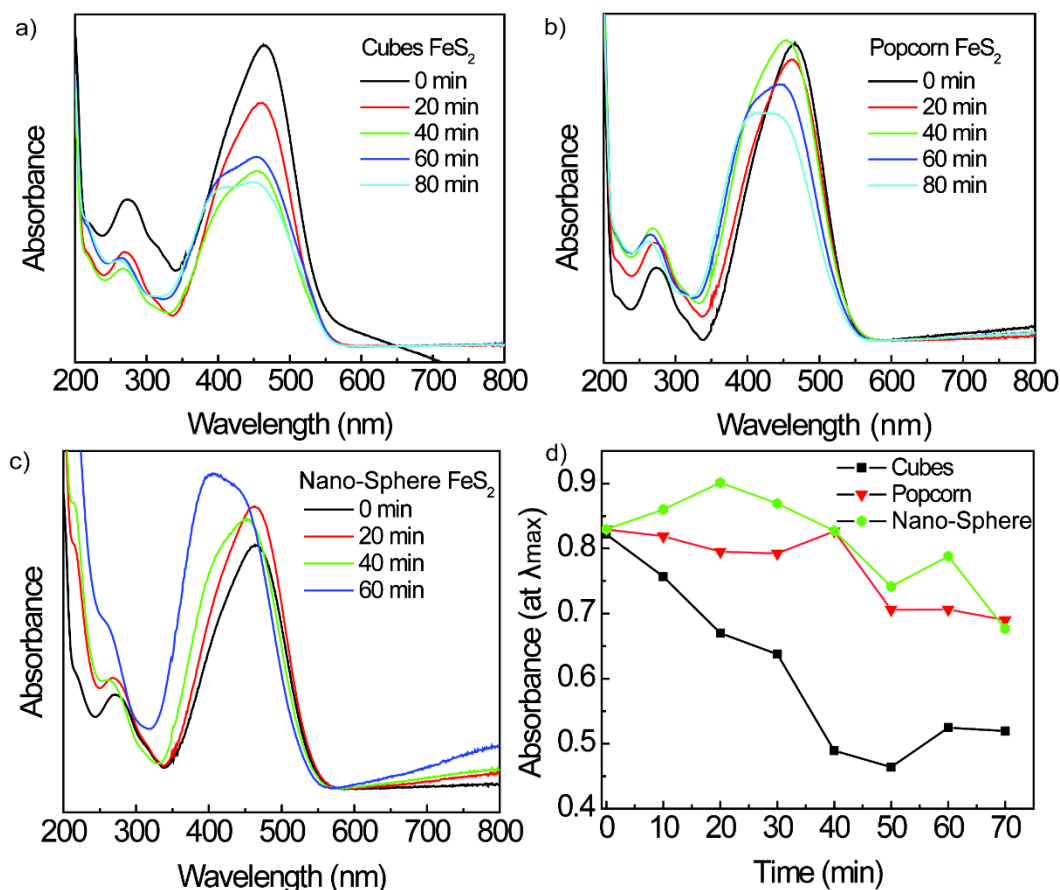 a)
Cubes FeS₂
0 min
20 min
40 min
60 min
80 min
Absorbance
200 300 400 500 600 700 800
Wavelength (nm)
b)
Popcorn FeS₂
0 min
20 min
40 min
60 min
80 min
Absorbance
200 300 400 500 600 700 800
Wavelength (nm)
c)
Nano-Sphere FeS₂
0 min
20 min
40 min
60 min
Absorbance
200 300 400 500 600 700 800
Wavelength (nm)
d)
Cubes
Popcorn
Nano-Sphere
Absorbance (at λmax)
0.9
0.8
0.7
0.6
0.5
0.4
0 10 20 30 40 50 60 70
Time (min)